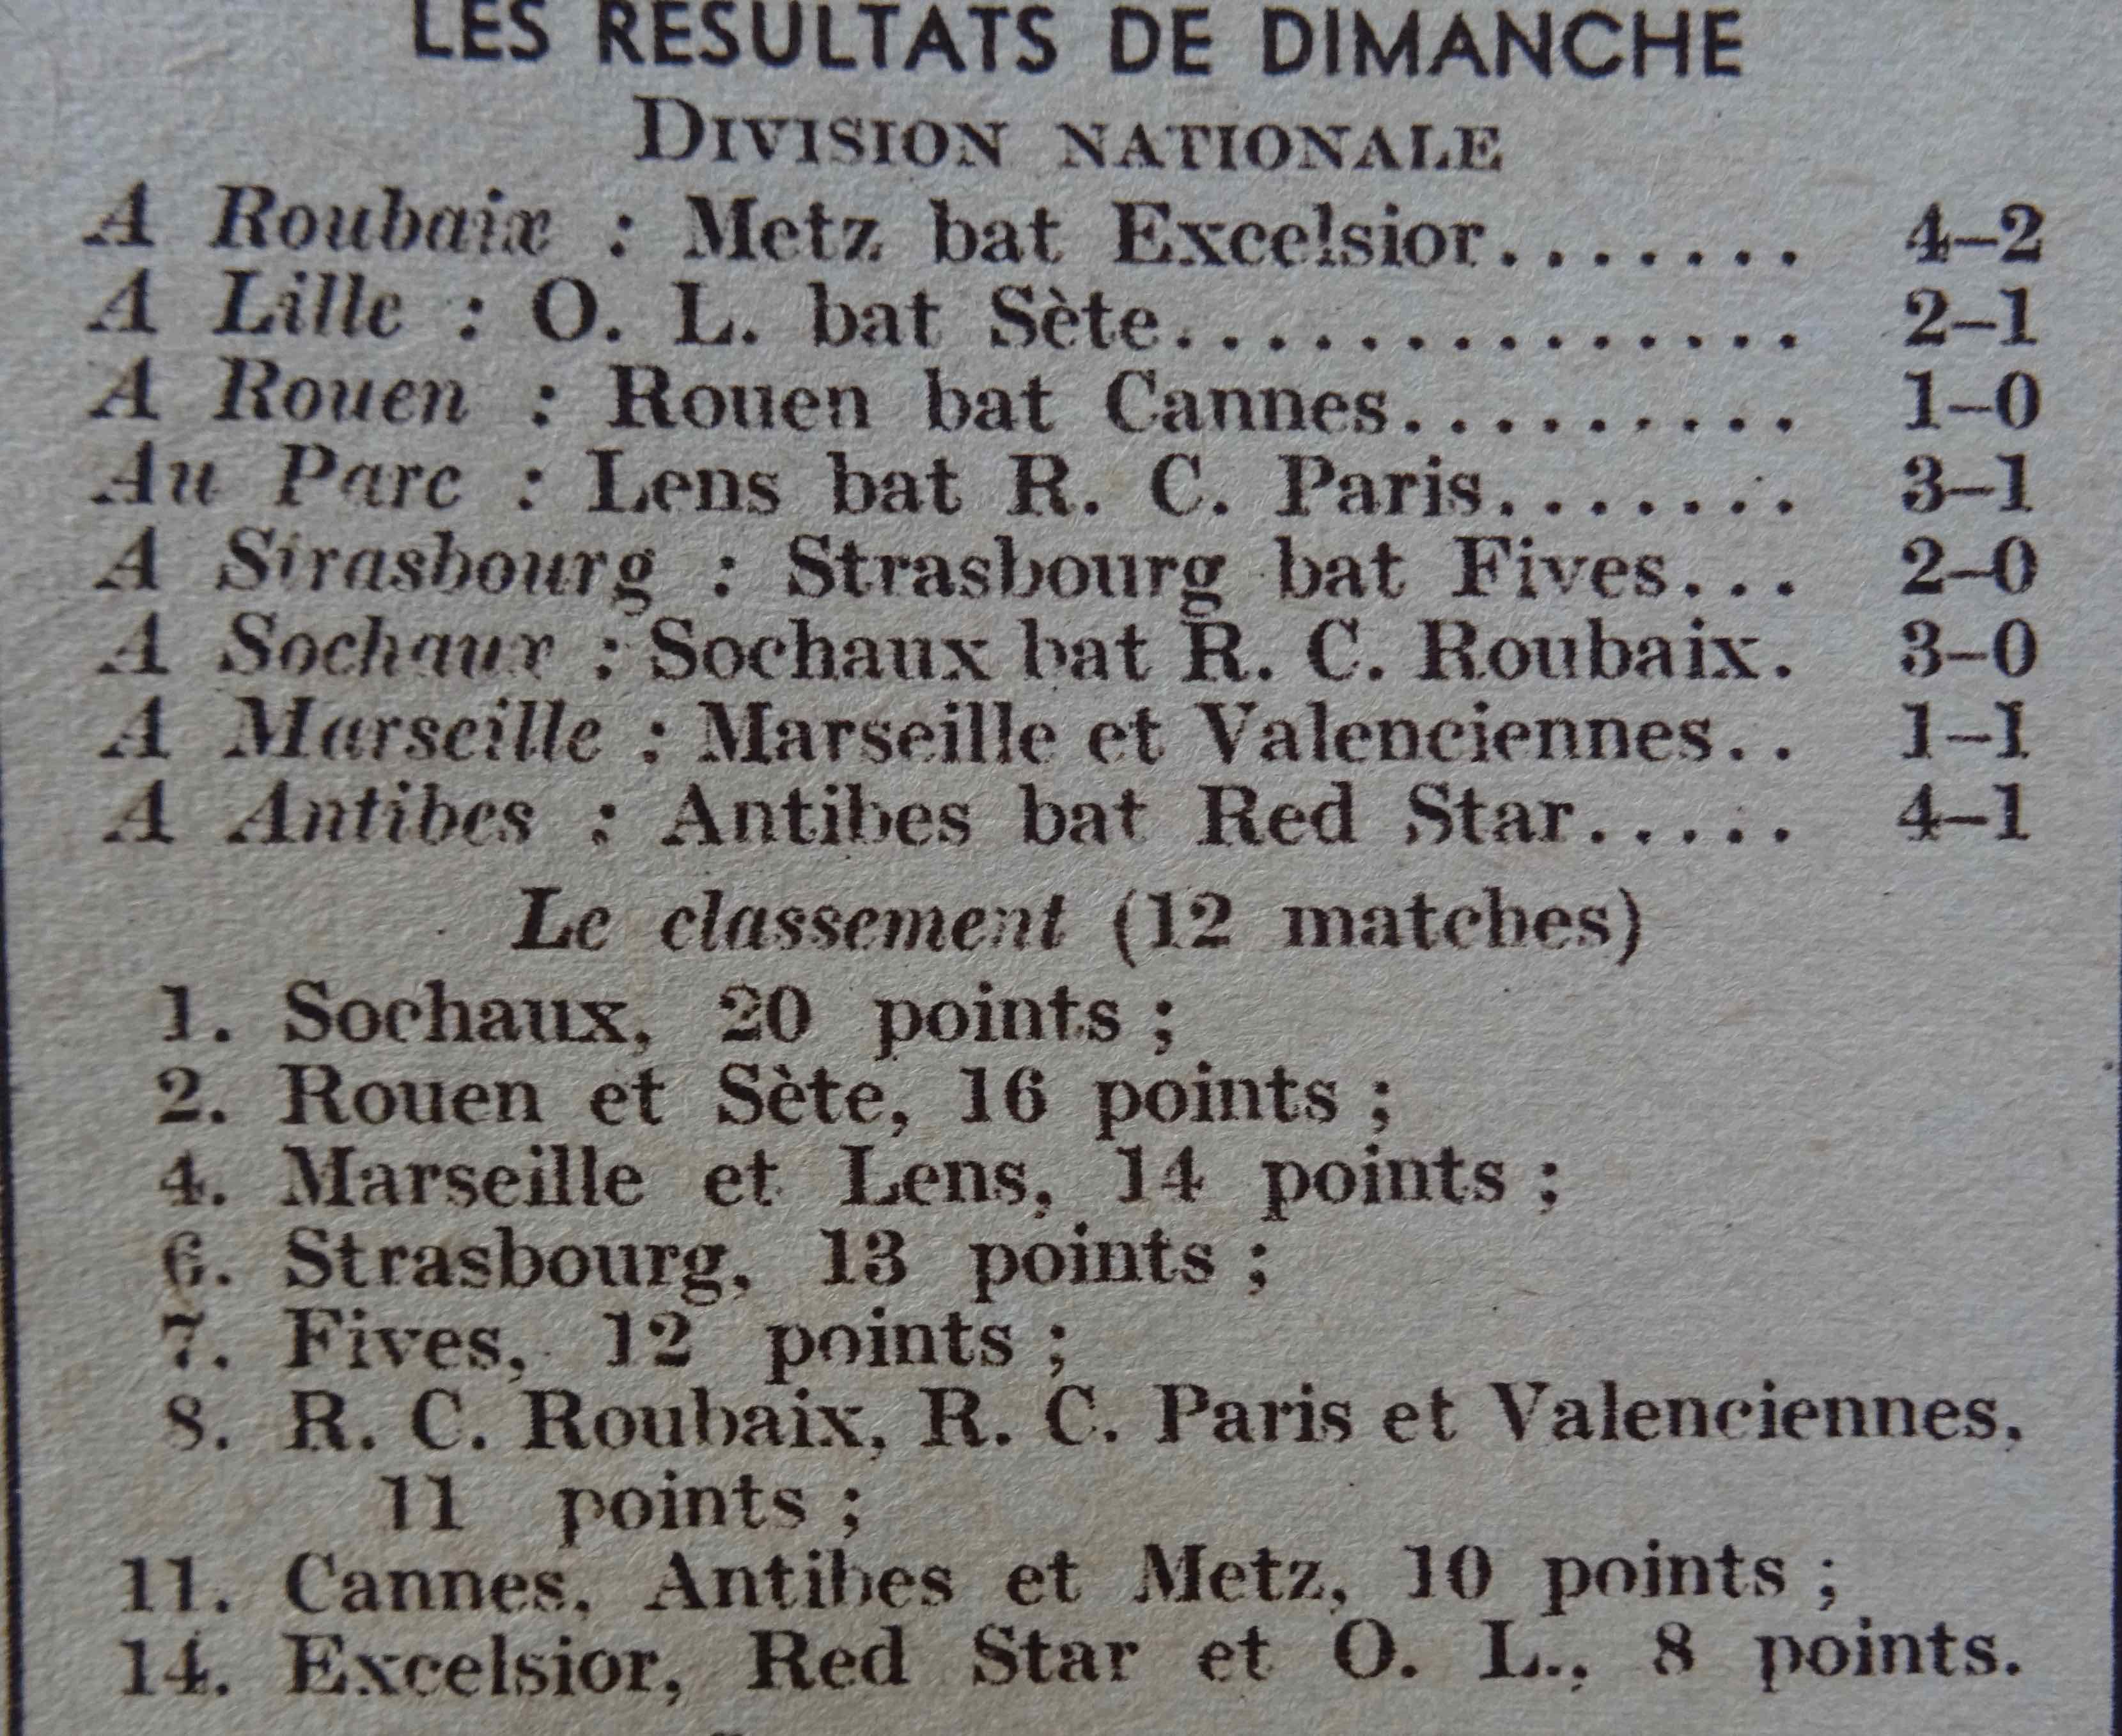 LES RESULTATS DE DIMANCHE
DIVISION NATIONALE
A Roubaix : Metz bat Excelsior....... 4-2
A Lille : O. L. bat Sète............... 2-1
A Rouen : Rouen bat Cannes.......... 1-0
Au Parc : Lens bat R. C. Paris....... 3-1
A Strasbourg : Strasbourg bat Fives... 2-0
A Sochaux : Sochaux bat R. C. Roubaix. 3-0
A Marseille : Marseille et Valenciennes.. 1-1
A Antibes : Antibes bat Red Star..... 4-1
Le classement (12 matches)
1. Sochaux, 20 points ;
2. Rouen et Sète, 16 points ;
4. Marseille et Lens, 14 points ;
6. Strasbourg, 13 points ;
7. Fives, 12 points ;
8. R. C. Roubaix, R. C. Paris et Valenciennes,
11 points ;
11. Cannes, Antibes et Metz, 10 points ;
14. Excelsior, Red Star et O. L., 8 points.